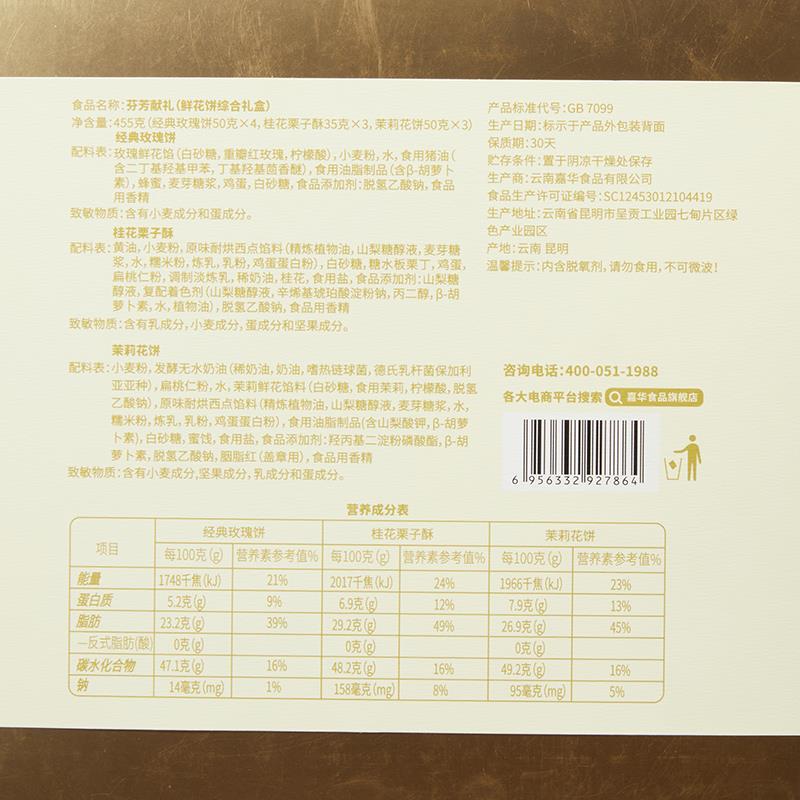 食品名称：芬芳献礼（鲜花饼综合礼盒）
净含量：455克（经典玫瑰饼50克×4，桂花栗子酥35克×3，茉莉花饼50克×3）
经典玫瑰饼
配料表：玫瑰鲜花馅（白砂糖，重瓣红玫瑰，柠檬酸），小麦粉，水，食用猪油（
含二丁基羟基甲苯，丁基羟基茴香醚），食用油脂制品（含β-胡萝卜
素），蜂蜜，麦芽糖浆，鸡蛋，白砂糖，食品添加剂：脱氢乙酸钠，食品
用香精
致敏物质：含有小麦成分和蛋成分。
桂花栗子酥
配料表：黄油，小麦粉，原味耐烘西点馅料（精炼植物油，山梨糖醇液，麦芽糖
浆，水，糯米粉，炼乳，乳粉，鸡蛋蛋白粉），白砂糖，糖水板栗丁，鸡蛋，
扁桃仁粉，调制淡炼乳，稀奶油，桂花，食用盐，食品添加剂：山梨糖
醇液，复配着色剂（山梨糖醇液，辛烯基琥珀酸淀粉钠，丙二醇，β-胡
萝卜素，水，植物油），脱氢乙酸钠，食品用香精
致敏物质：含有乳成分，小麦成分，蛋成分和坚果成分。
茉莉花饼
配料表：小麦粉，发酵无水奶油（稀奶油，奶油，嗜热链球菌，德氏乳杆菌保加利
亚亚种），扁桃仁粉，水，茉莉鲜花馅料（白砂糖，食用茉莉，柠檬酸，脱氢
乙酸钠），原味耐烘西点馅料（精炼植物油，山梨糖醇液，麦芽糖浆，水，
糯米粉，炼乳，乳粉，鸡蛋蛋白粉），食用油脂制品（含山梨酸钾，β-胡萝
卜素），白砂糖，蜜饯，食用盐，食品添加剂：羟丙基二淀粉磷酸酯，β-胡
萝卜素，脱氢乙酸钠，胭脂红（盖章用），食品用香精
致敏物质：含有小麦成分，坚果成分，乳成分和蛋成分。
产品标准代号：GB 7099
生产日期：标示于产品外包装背面
保质期：30天
贮存条件：置于阴凉干燥处保存
生产商：云南嘉华食品有限公司
食品生产许可证编号：SC12453012104419
生产地址：云南省昆明市呈贡工业园七甸片区绿
色产业园区
产地：云南 昆明
温馨提示：内含脱氧剂，请勿食用，不可微波！
咨询电话：400-051-1988
各大电商平台搜索 嘉华食品旗舰店
6 956332 927864
营养成分表
项目 经典玫瑰饼 桂花栗子酥 茉莉花饼
每100克(g) 营养素参考值% 每100克(g) 营养素参考值% 每100克(g) 营养素参考值%
能量 1748千焦(kJ) 21% 2017千焦(kJ) 24% 1966千焦(kJ) 23%
蛋白质 5.2克(g) 9% 6.9克(g) 12% 7.9克(g) 13%
脂肪 23.2克(g) 39% 29.2克(g) 49% 26.9克(g) 45%
—反式脂肪(酸) 0克(g) 0克(g) 0克(g)
碳水化合物 47.1克(g) 16% 48.2克(g) 16% 49.2克(g) 16%
钠 14毫克(mg) 1% 158毫克(mg) 8% 95毫克(mg) 5%